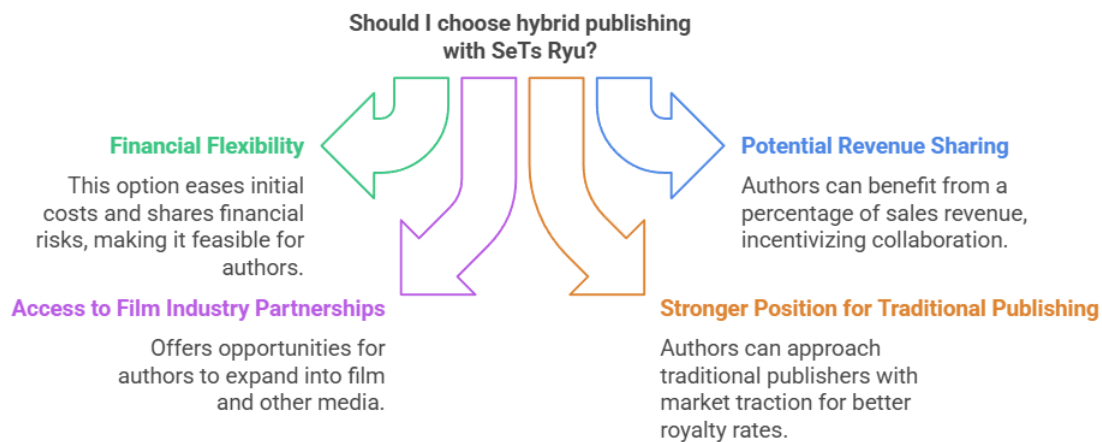 Should I choose hybrid publishing
with SeTs Ryu?
Financial Flexibility
This option eases initial
costs and shares financial
risks, making it feasible for
authors.
Potential Revenue Sharing
Authors can benefit from a
percentage of sales revenue,
incentivizing collaboration.
Access to Film Industry Partnerships
Offers opportunities for
authors to expand into film
and other media.
Stronger Position for Traditional Publishing
Authors can approach
traditional publishers with
market traction for better
royalty rates.